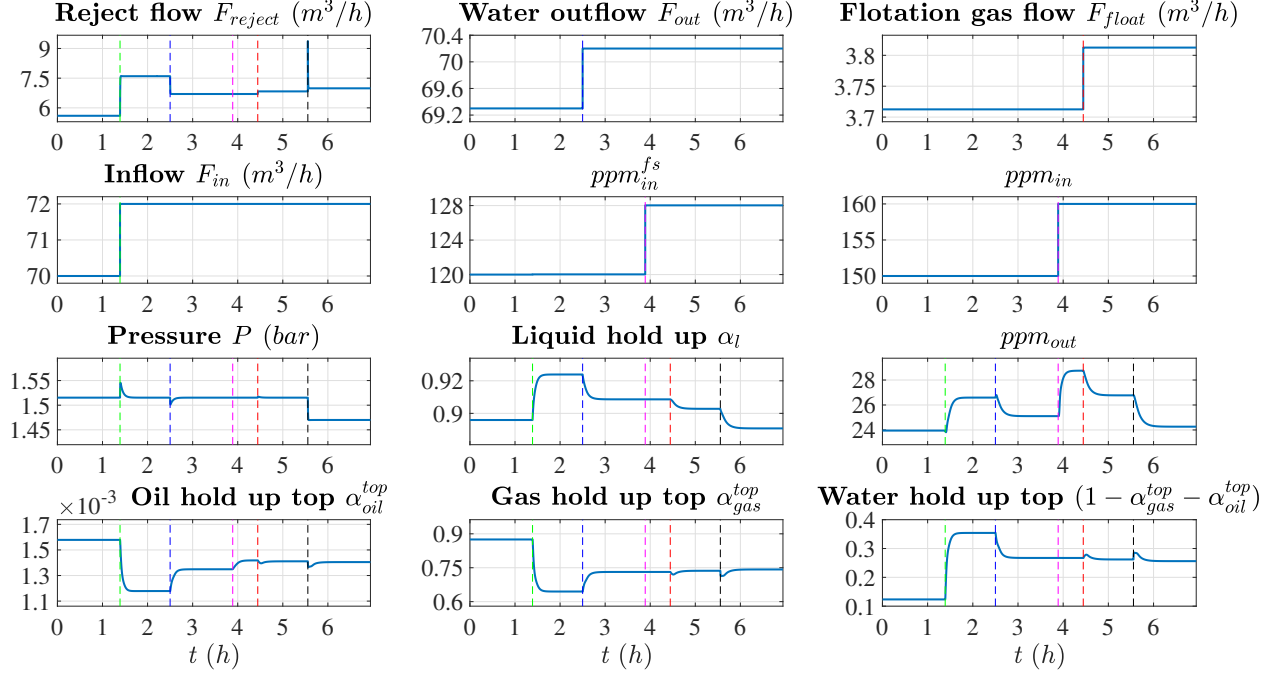 Reject flow F_reject (m³/h)
9
7.5
6
0 1 2 3 4 5 6
Water outflow F_out (m³/h)
70.4
70
69.6
69.2
0 1 2 3 4 5 6
Flotation gas flow F_float (m³/h)
3.8
3.75
3.7
0 1 2 3 4 5 6
Inflow F_in (m³/h)
72
71
70
0 1 2 3 4 5 6
ppm_in^fs
128
120
0 1 2 3 4 5 6
ppm_in
160
155
150
0 1 2 3 4 5 6
Pressure P (bar)
1.55
1.5
1.45
0 1 2 3 4 5 6
Liquid hold up α_l
0.92
0.9
0 1 2 3 4 5 6
ppm_out
28
26
24
0 1 2 3 4 5 6
×10⁻³ Oil hold up top α_oil^top
1.7
1.5
1.3
1.1
0 1 2 3 4 5 6
t (h)
Gas hold up top α_gas^top
0.9
0.75
0.6
0 1 2 3 4 5 6
t (h)
Water hold up top (1 − α_gas^top − α_oil^top)
0.4
0.3
0.2
0.1
0 1 2 3 4 5 6
t (h)